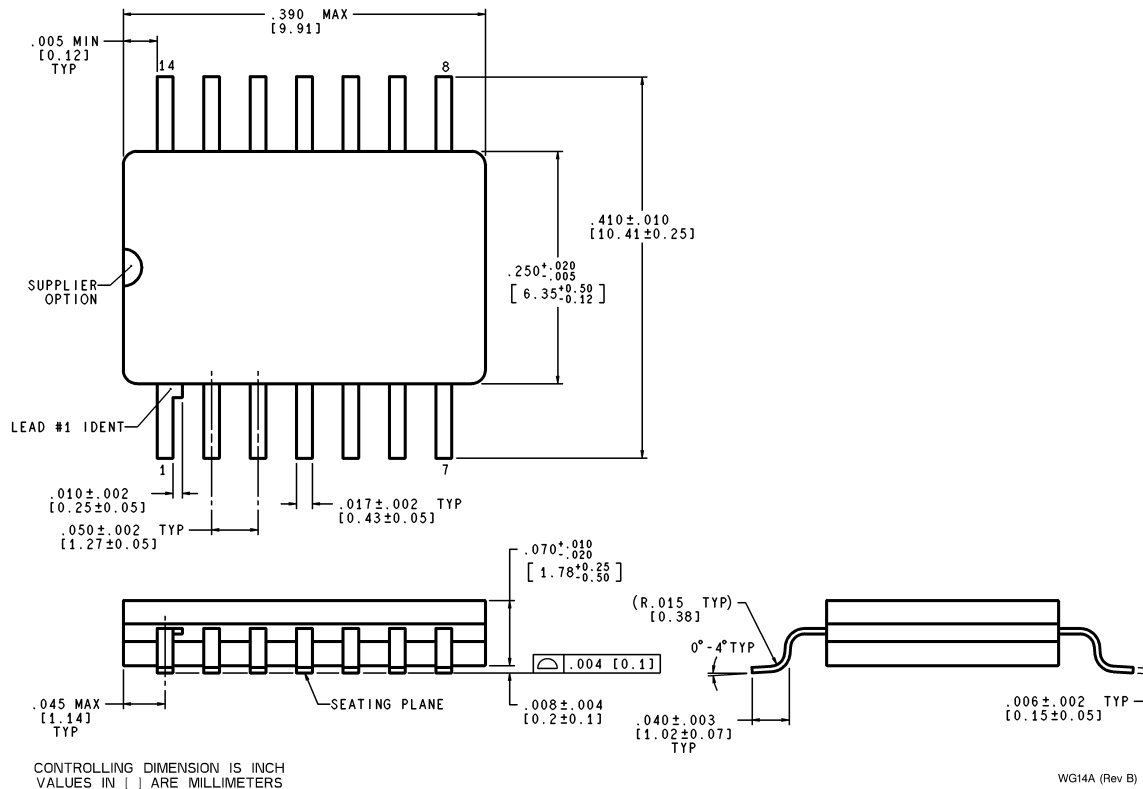 .390 MAX
[9.91]
.005 MIN
[0.12]
TYP
14
8
.410±.010
[10.41±0.25]
.250+.020
-.005
[6.35+0.50
-0.12]
SUPPLIER
OPTION
LEAD #1 IDENT
1
7
.010±.002
[0.25±0.05]
.017±.002 TYP
[0.43±0.05]
.050±.002 TYP
[1.27±0.05]
.070+.010
-.020
[1.78+0.25
-0.50]
(R.015 TYP)
[0.38]
0°-4°TYP
.004 [0.1]
.045 MAX
[1.14]
TYP
SEATING PLANE
.008±.004
[0.2±0.1]
.040±.003
[1.02±0.07]
TYP
.006±.002 TYP
[0.15±0.05]
CONTROLLING DIMENSION IS INCH
VALUES IN [ ] ARE MILLIMETERS
WG14A (Rev B)